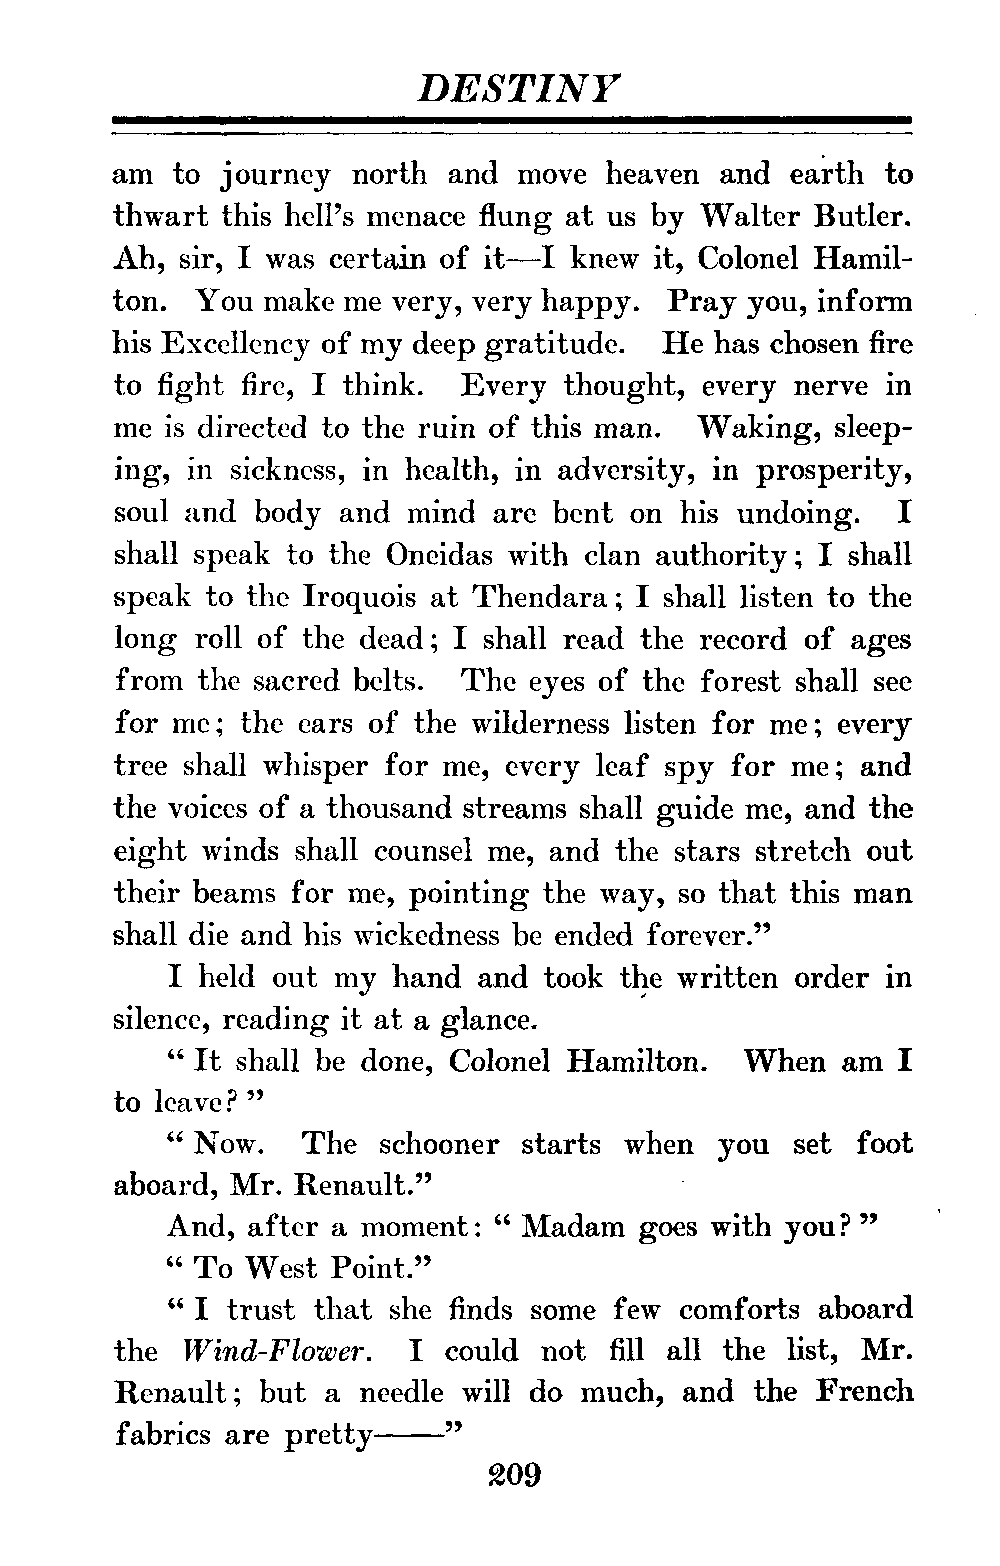 DESTINY
am to journey north and move heaven and earth to
thwart this hell's menace flung at us by Walter Butler.
Ah, sir, I was certain of it—I knew it, Colonel Hamil-
ton. You make me very, very happy. Pray you, inform
his Excellency of my deep gratitude. He has chosen fire
to fight fire, I think. Every thought, every nerve in
me is directed to the ruin of this man. Waking, sleep-
ing, in sickness, in health, in adversity, in prosperity,
soul and body and mind are bent on his undoing. I
shall speak to the Oneidas with clan authority; I shall
speak to the Iroquois at Thendara; I shall listen to the
long roll of the dead; I shall read the record of ages
from the sacred belts. The eyes of the forest shall see
for me; the ears of the wilderness listen for me; every
tree shall whisper for me, every leaf spy for me; and
the voices of a thousand streams shall guide me, and the
eight winds shall counsel me, and the stars stretch out
their beams for me, pointing the way, so that this man
shall die and his wickedness be ended forever."
I held out my hand and took the written order in
silence, reading it at a glance.
"It shall be done, Colonel Hamilton. When am I
to leave?"
"Now. The schooner starts when you set foot
aboard, Mr. Renault."
And, after a moment: "Madam goes with you?"
"To West Point."
"I trust that she finds some few comforts aboard
the Wind-Flower. I could not fill all the list, Mr.
Renault; but a needle will do much, and the French
fabrics are pretty——"
209